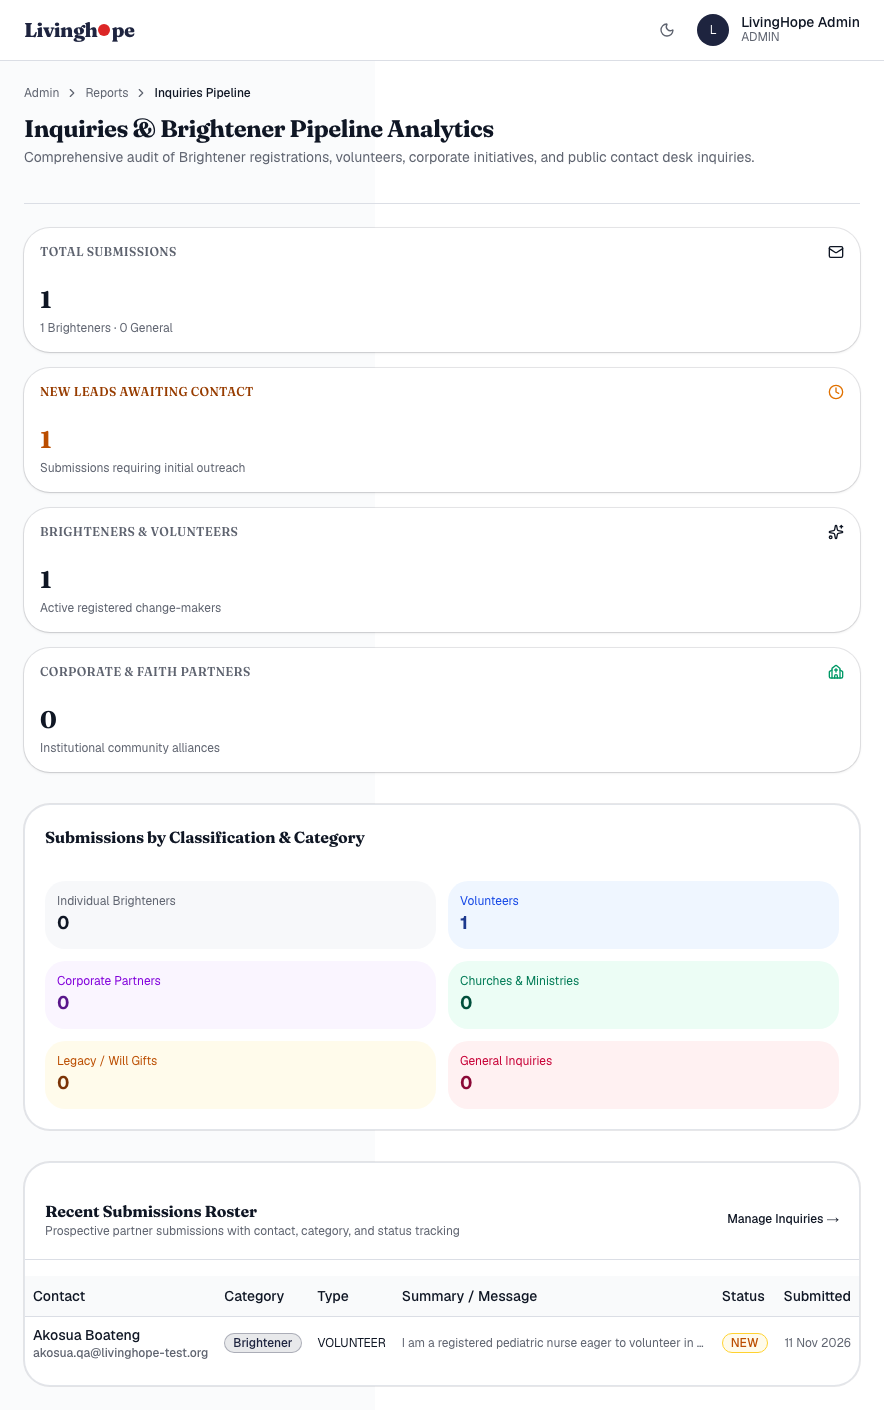 Livinghope
L
LivingHope Admin
ADMIN
Admin > Reports > Inquiries Pipeline
Inquiries & Brightener Pipeline Analytics
Comprehensive audit of Brightener registrations, volunteers, corporate initiatives, and public contact desk inquiries.
TOTAL SUBMISSIONS
1
1 Brighteners · 0 General
NEW LEADS AWAITING CONTACT
1
Submissions requiring initial outreach
BRIGHTENERS & VOLUNTEERS
1
Active registered change-makers
CORPORATE & FAITH PARTNERS
0
Institutional community alliances
Submissions by Classification & Category
Individual Brighteners
0
Volunteers
1
Corporate Partners
0
Churches & Ministries
0
Legacy / Will Gifts
0
General Inquiries
0
Recent Submissions Roster
Prospective partner submissions with contact, category, and status tracking
Manage Inquiries →
Contact Category Type Summary / Message Status Submitted
Akosua Boateng
akosua.qa@livinghope-test.org
Brightener VOLUNTEER I am a registered pediatric nurse eager to volunteer in ... NEW 11 Nov 2026